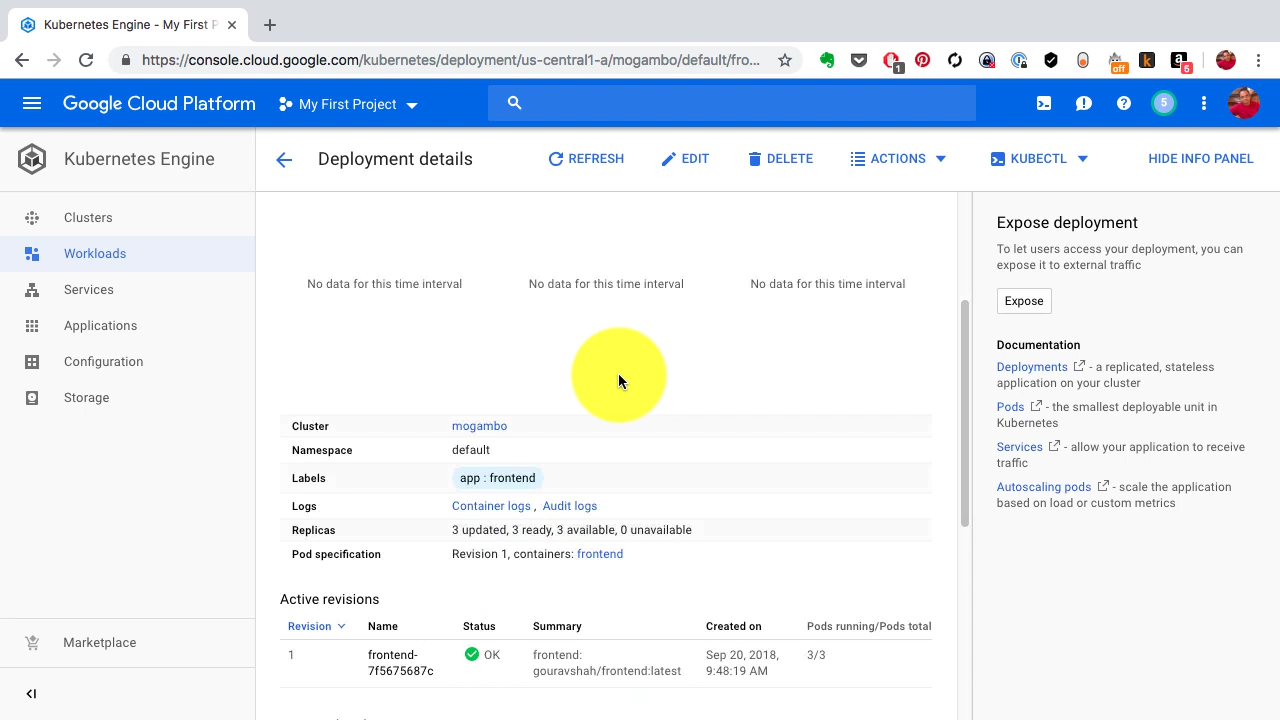 Kubernetes Engine - My First P
https://console.cloud.google.com/kubernetes/deployment/us-central1-a/mogambo/default/fro...
1
off
k
a
5
Google Cloud Platform
My First Project
5
Kubernetes Engine
Deployment details
REFRESH
EDIT
DELETE
ACTIONS
KUBECTL
HIDE INFO PANEL
Clusters
Workloads
Services
Applications
Configuration
Storage
Marketplace
No data for this time interval
No data for this time interval
No data for this time interval
Cluster mogambo
Namespace default
Labels app : frontend
Logs Container logs , Audit logs
Replicas 3 updated, 3 ready, 3 available, 0 unavailable
Pod specification Revision 1, containers: frontend
Active revisions
Revision Name Status Summary Created on Pods running/Pods total
1 frontend- OK frontend: Sep 20, 2018, 3/3
7f5675687c gouravshah/frontend:latest 9:48:19 AM
Expose deployment
To let users access your deployment, you can
expose it to external traffic
Expose
Documentation
Deployments - a replicated, stateless
application on your cluster
Pods - the smallest deployable unit in
Kubernetes
Services - allow your application to receive
traffic
Autoscaling pods - scale the application
based on load or custom metrics